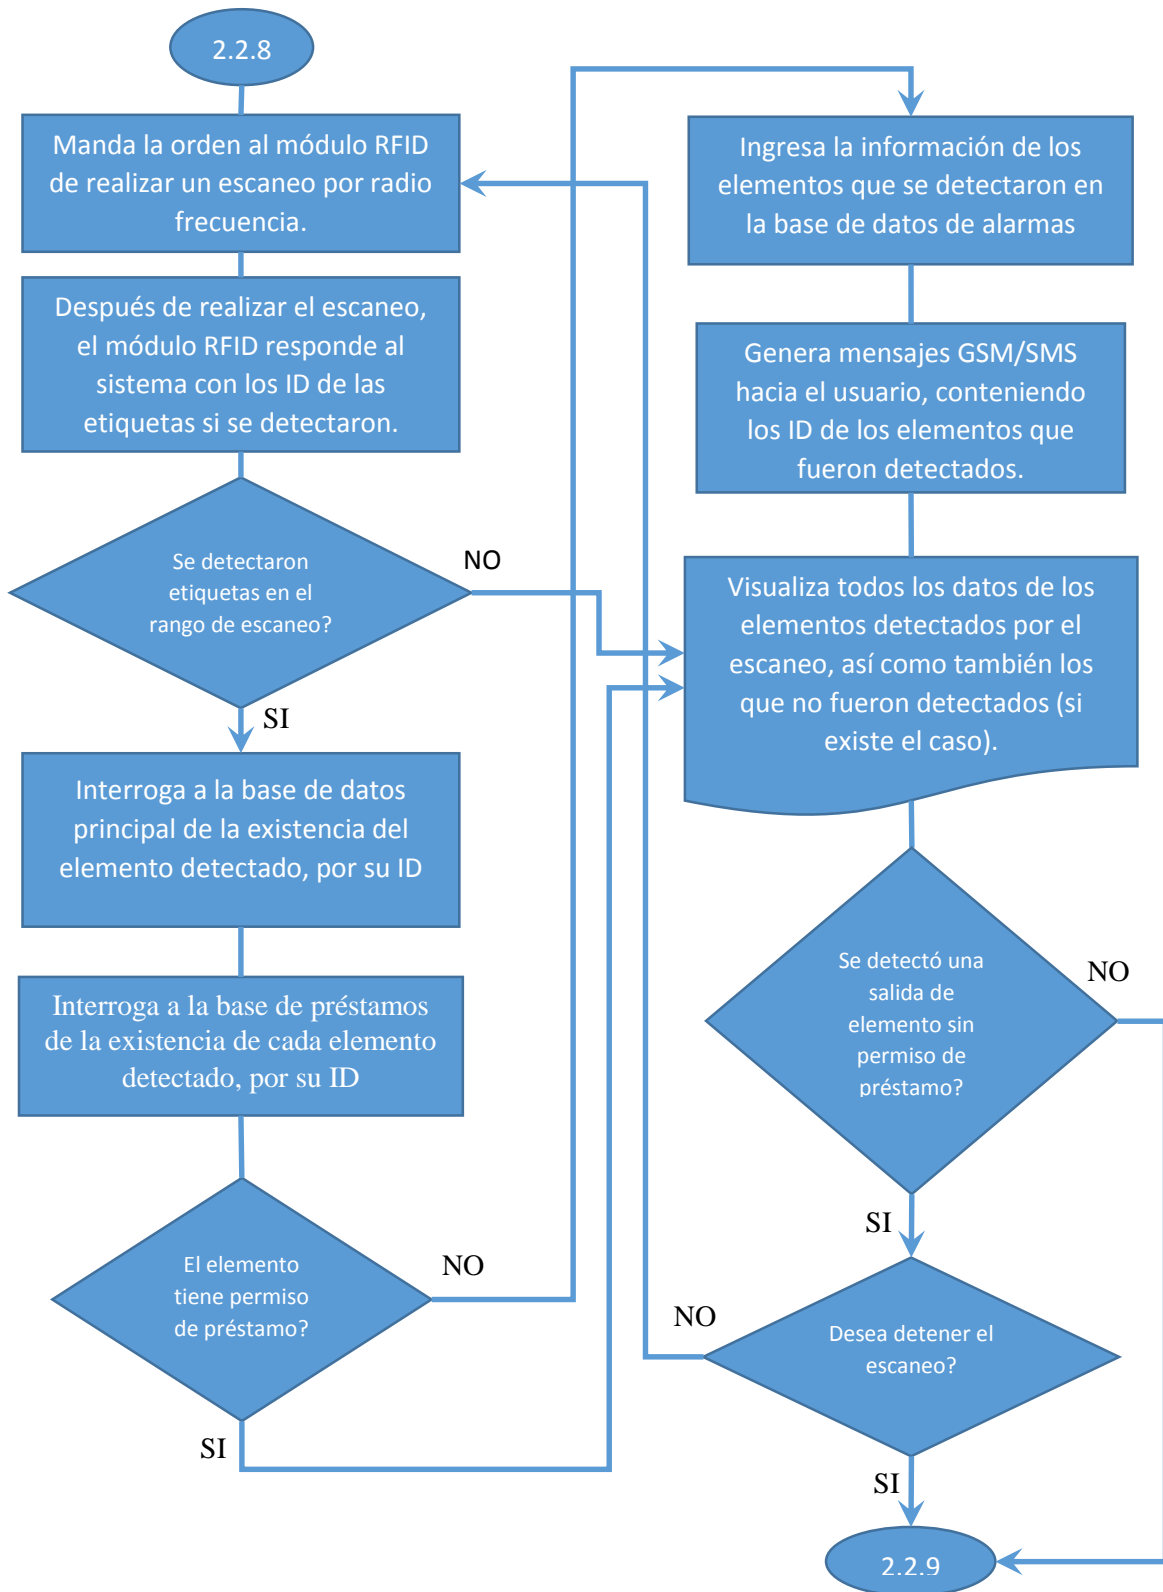 2.2.8
Manda la orden al módulo RFID
de realizar un escaneo por radio
frecuencia.
Después de realizar el escaneo,
el módulo RFID responde al
sistema con los ID de las
etiquetas si se detectaron.
Se detectaron
etiquetas en el
rango de escaneo?
NO
SI
Interroga a la base de datos
principal de la existencia del
elemento detectado, por su ID
Interroga a la base de préstamos
de la existencia de cada elemento
detectado, por su ID
El elemento
tiene permiso
de préstamo?
NO
SI
Ingresa la información de los
elementos que se detectaron en
la base de datos de alarmas
Genera mensajes GSM/SMS
hacia el usuario, conteniendo
los ID de los elementos que
fueron detectados.
Visualiza todos los datos de los
elementos detectados por el
escaneo, así como también los
que no fueron detectados (si
existe el caso).
Se detectó una
salida de
elemento sin
permiso de
préstamo?
NO
SI
Desea detener el
escaneo?
NO
SI
2.2.9